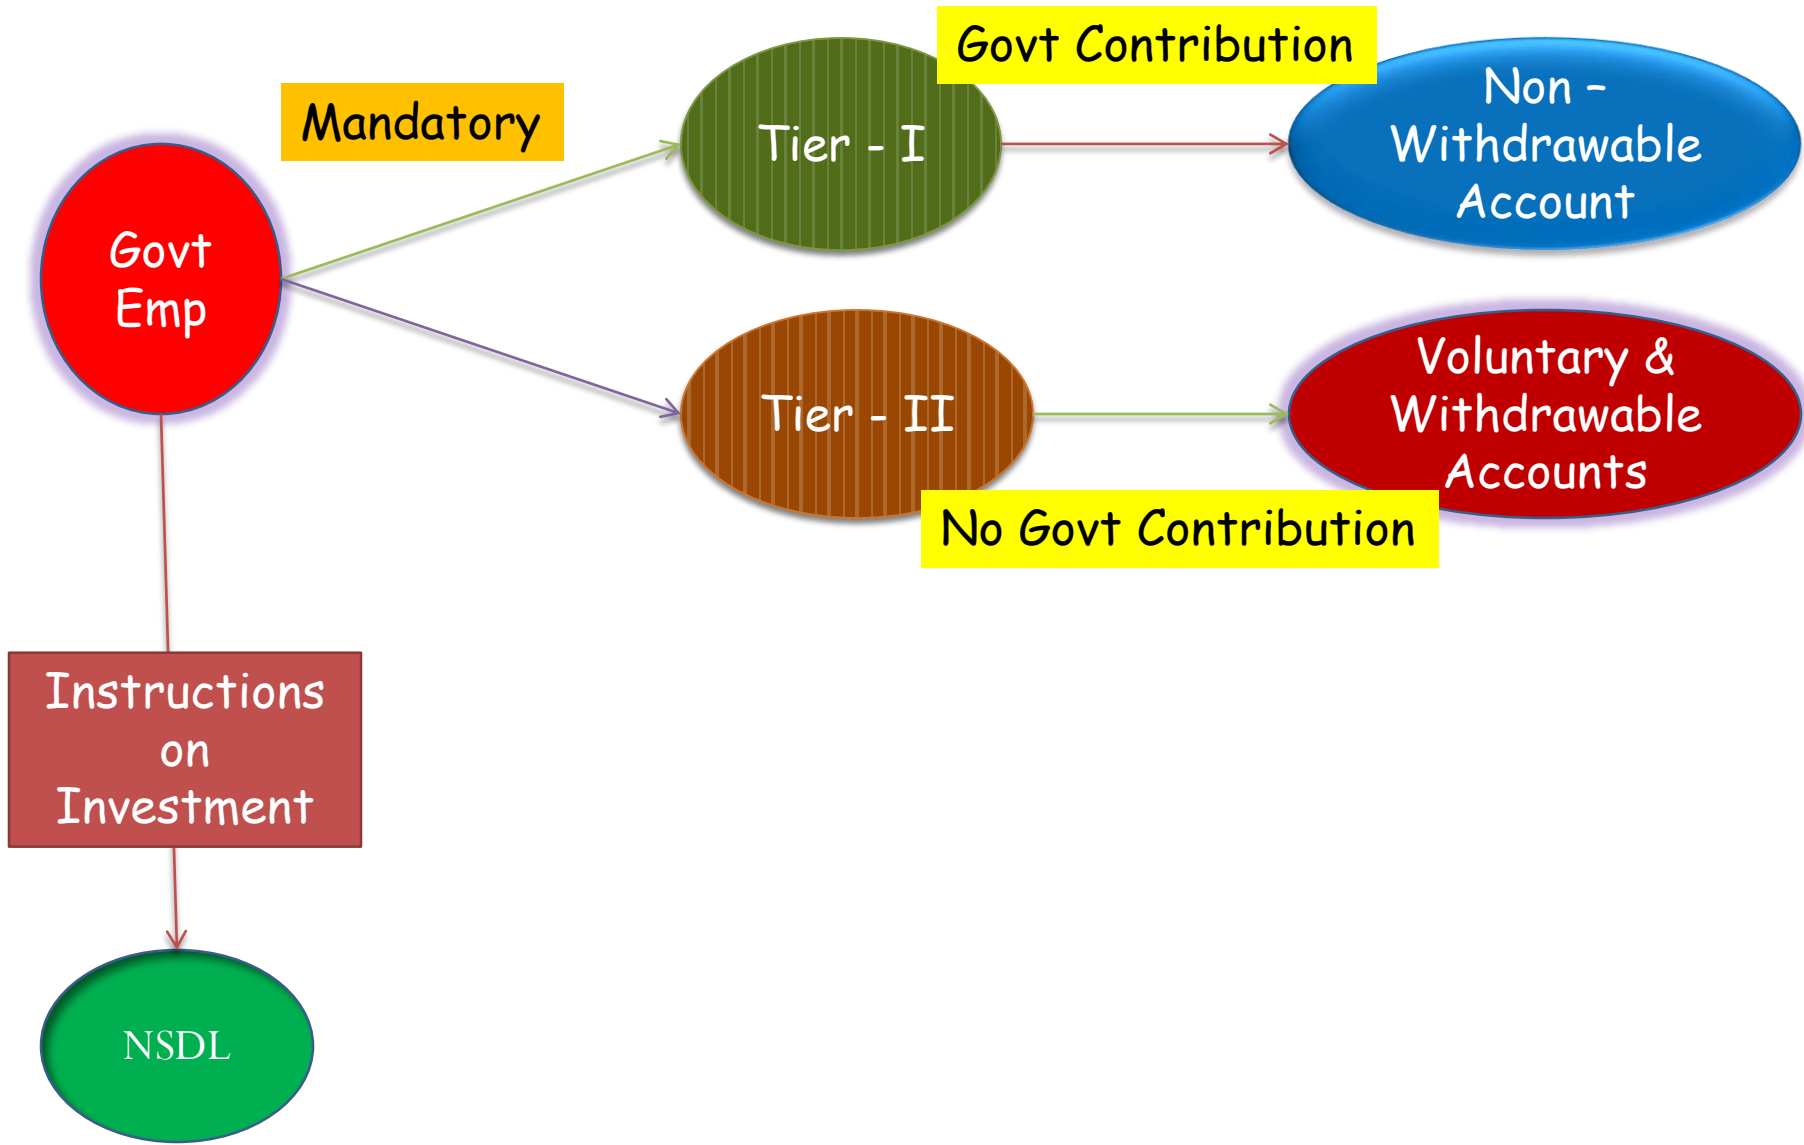 Govt
Emp
Mandatory
Tier - I
Govt Contribution
Non –
Withdrawable
Account
Tier - II
No Govt Contribution
Voluntary &
Withdrawable
Accounts
Instructions
on
Investment
NSDL